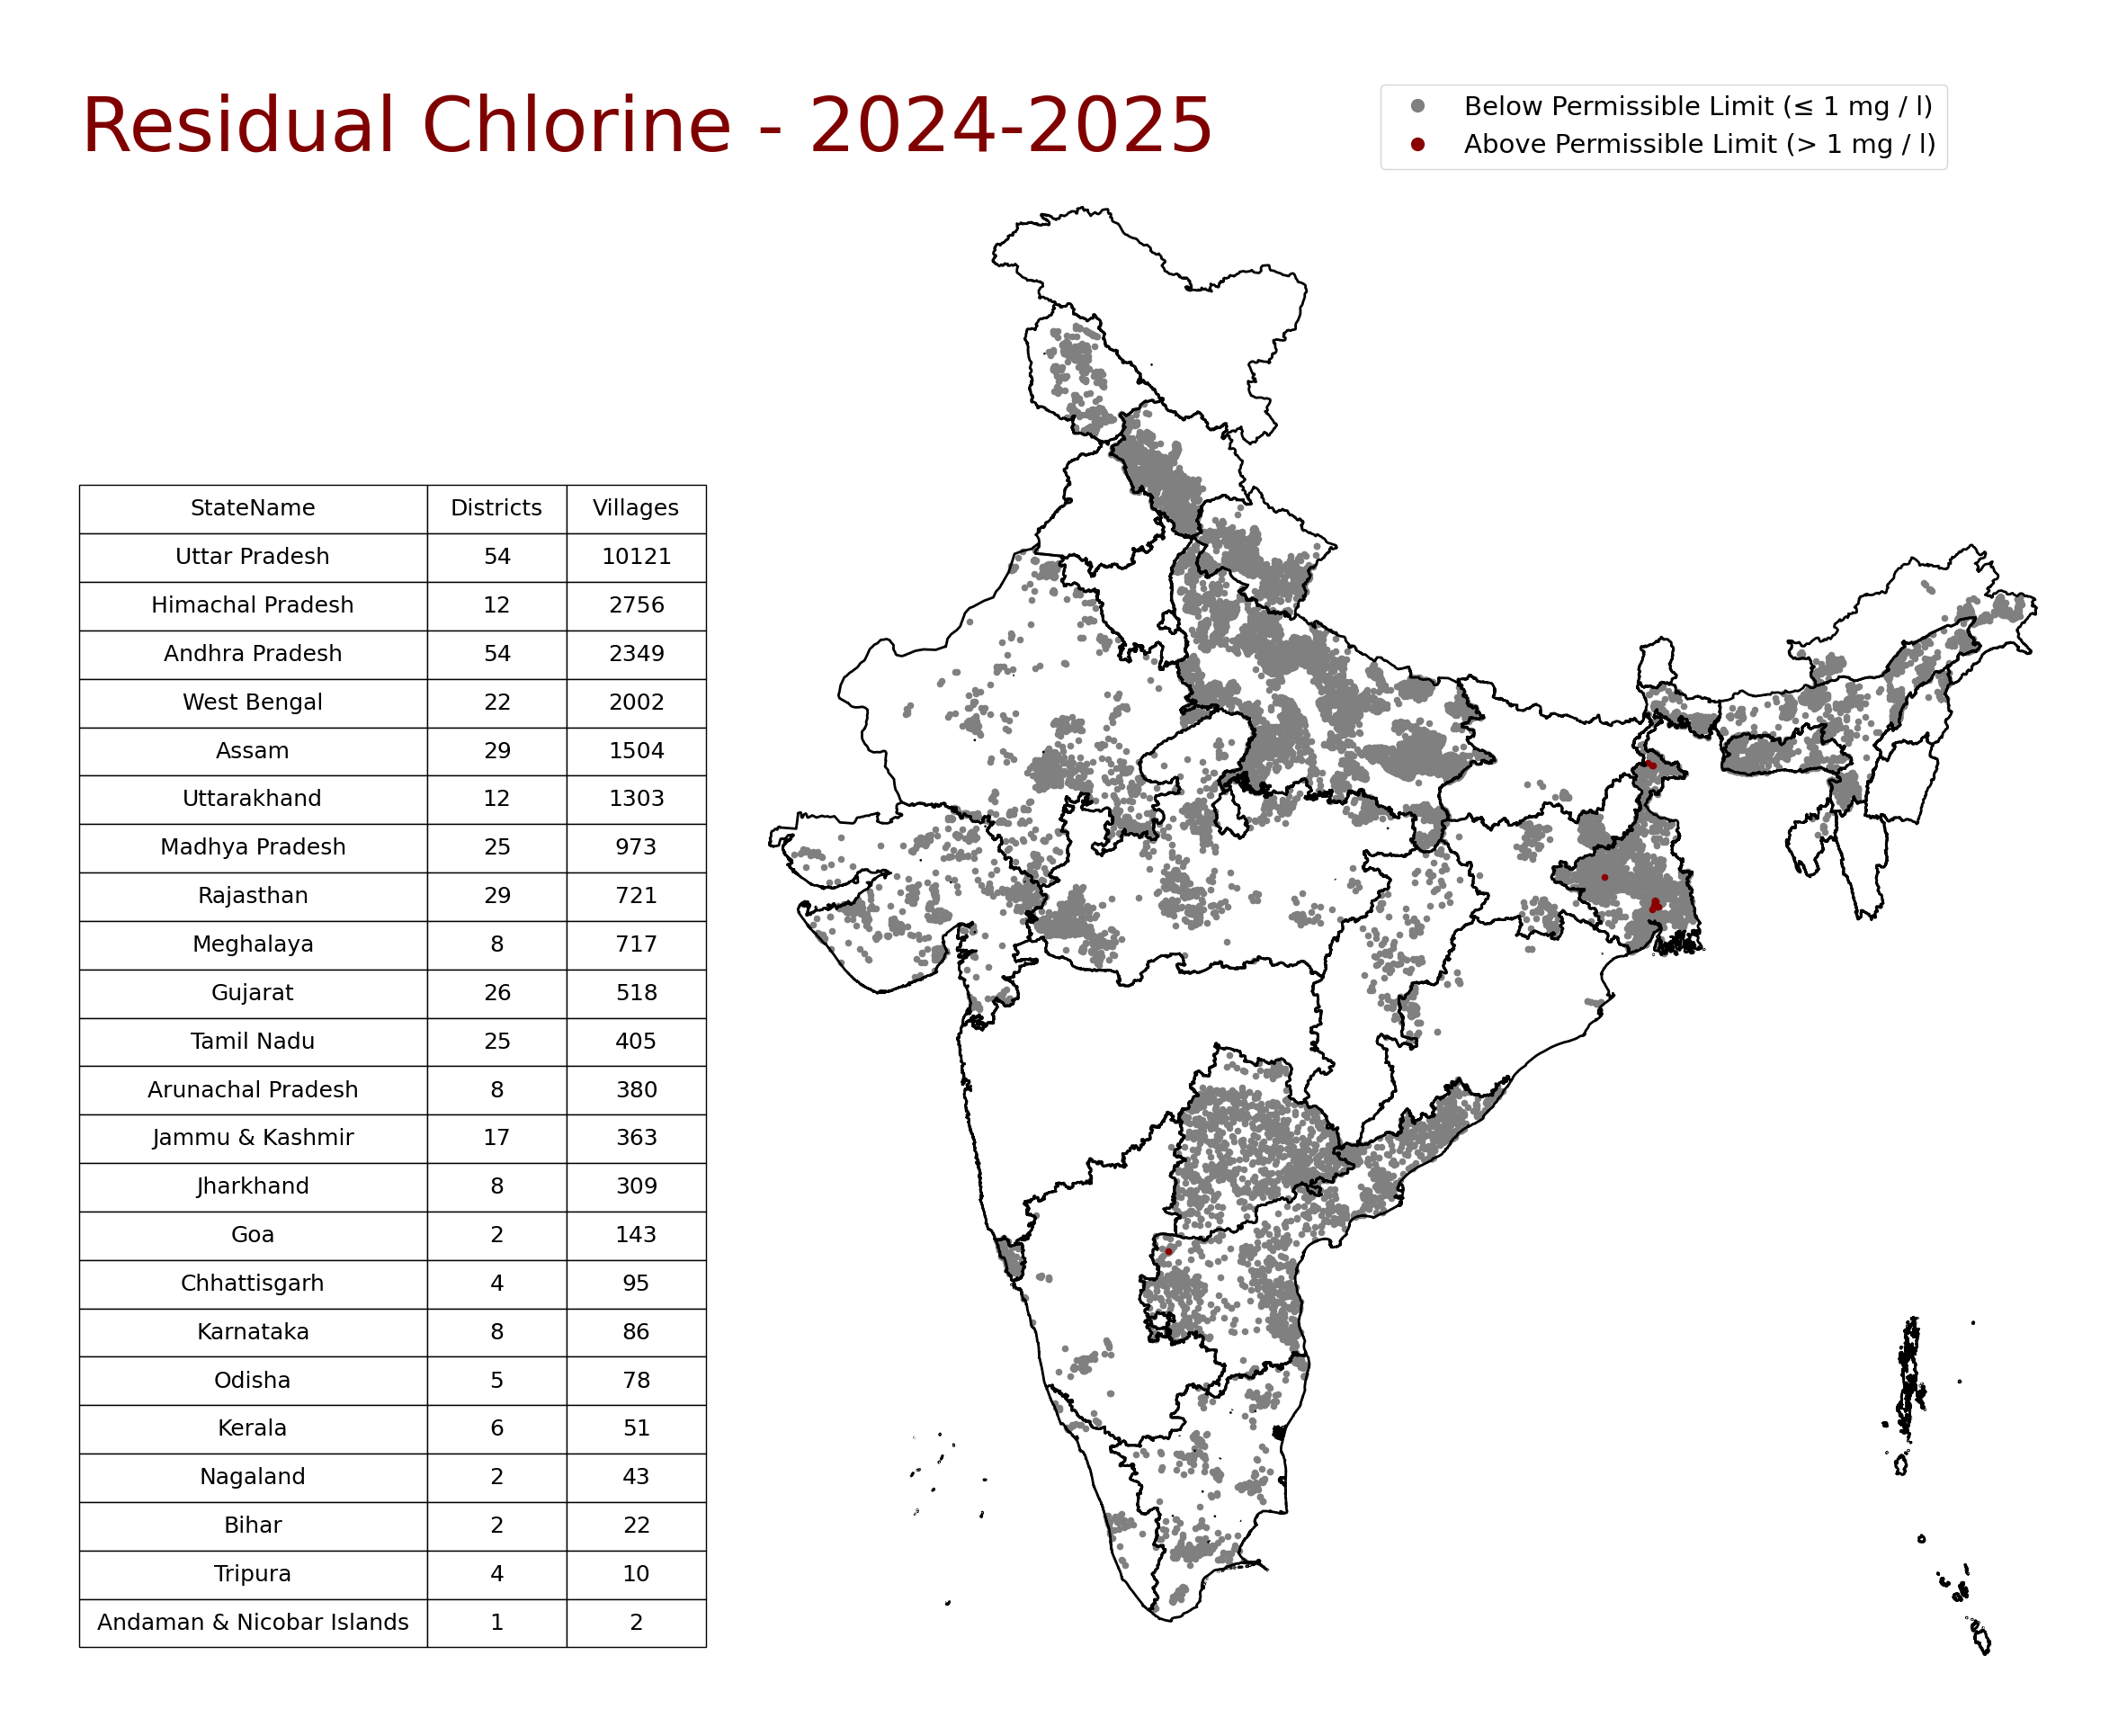 Residual Chlorine - 2024-2025
Below Permissible Limit (≤ 1 mg / l)
Above Permissible Limit (> 1 mg / l)
StateName Districts Villages
Uttar Pradesh 54 10121
Himachal Pradesh 12 2756
Andhra Pradesh 54 2349
West Bengal 22 2002
Assam 29 1504
Uttarakhand 12 1303
Madhya Pradesh 25 973
Rajasthan 29 721
Meghalaya 8 717
Gujarat 26 518
Tamil Nadu 25 405
Arunachal Pradesh 8 380
Jammu & Kashmir 17 363
Jharkhand 8 309
Goa 2 143
Chhattisgarh 4 95
Karnataka 8 86
Odisha 5 78
Kerala 6 51
Nagaland 2 43
Bihar 2 22
Tripura 4 10
Andaman & Nicobar Islands 1 2